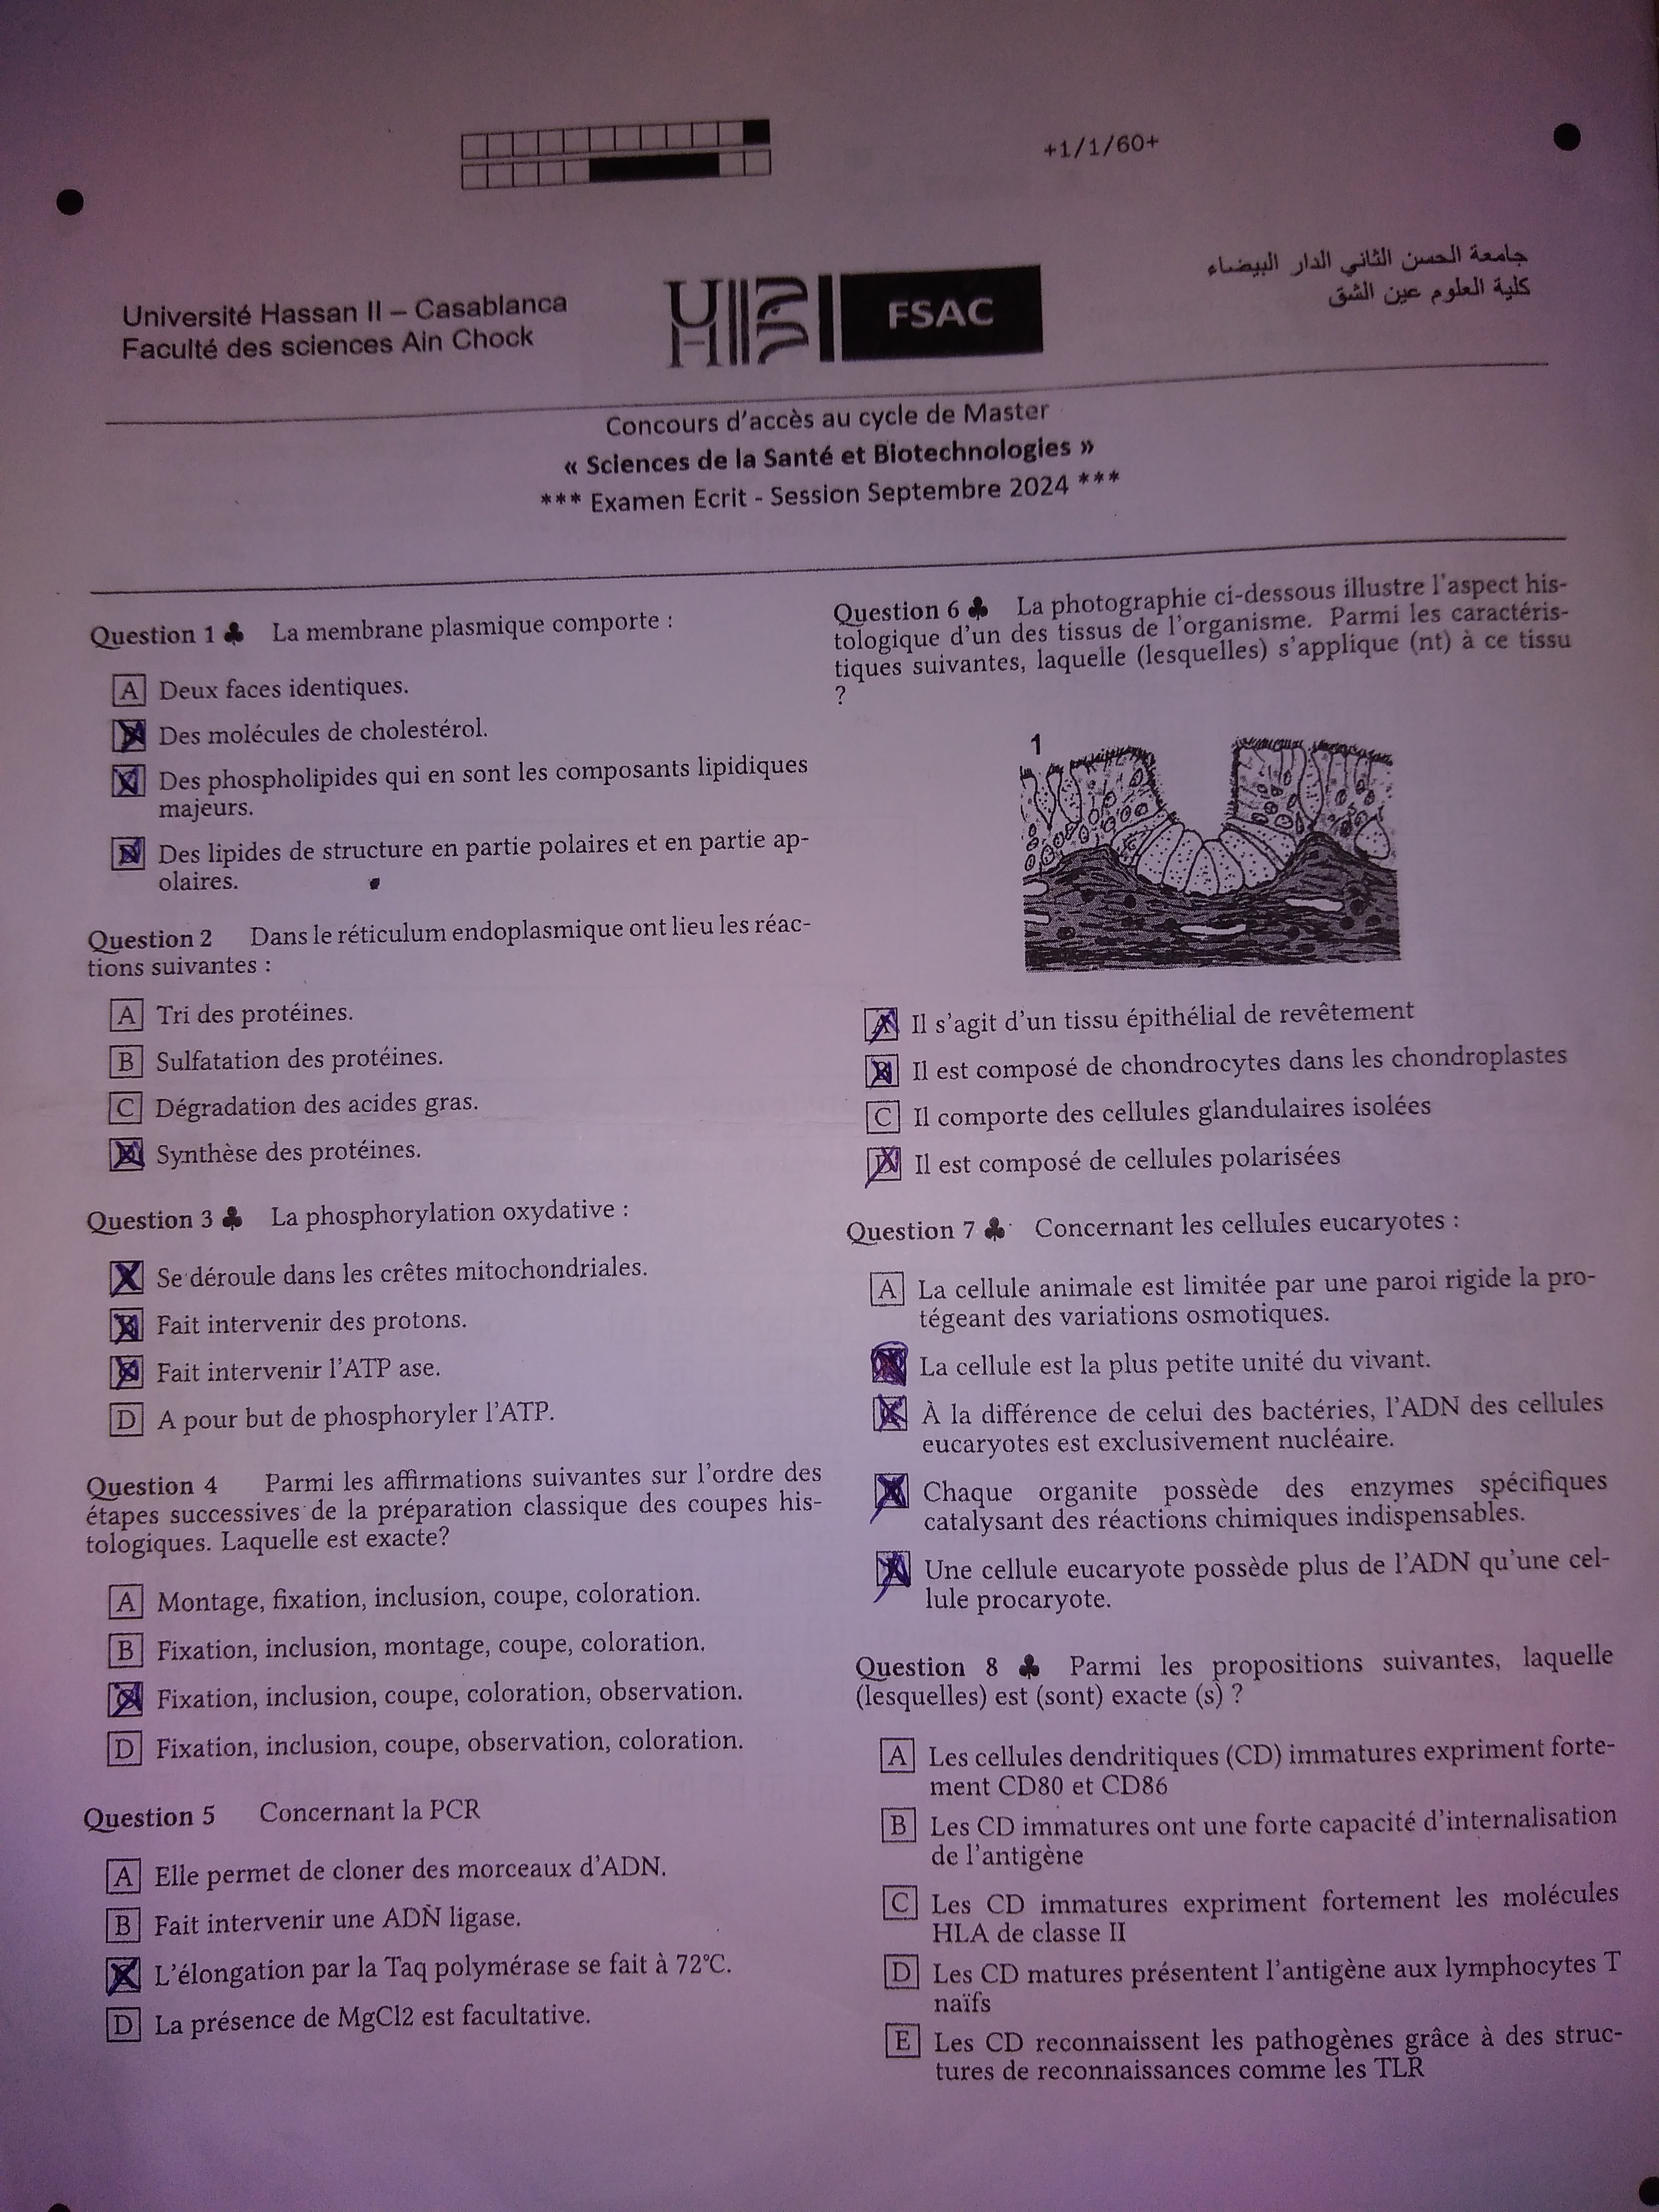 +1/1/60+
Université Hassan II – Casablanca
Faculté des sciences Ain Chock
UH2
FSAC
جامعة الحسن الثاني الدار البيضاء
كلية العلوم عين الشق
Concours d'accès au cycle de Master
« Sciences de la Santé et Biotechnologies »
*** Examen Ecrit - Session Septembre 2024 ***
Question 1 ♣ La membrane plasmique comporte :
A Deux faces identiques.
B Des molécules de cholestérol.
C Des phospholipides qui en sont les composants lipidiques
majeurs.
D Des lipides de structure en partie polaires et en partie ap-
olaires.
Question 2 Dans le réticulum endoplasmique ont lieu les réac-
tions suivantes :
A Tri des protéines.
B Sulfatation des protéines.
C Dégradation des acides gras.
D Synthèse des protéines.
Question 3 ♣ La phosphorylation oxydative :
Se déroule dans les crêtes mitochondriales.
B Fait intervenir des protons.
C Fait intervenir l'ATP ase.
D A pour but de phosphoryler l'ATP.
Question 4 Parmi les affirmations suivantes sur l'ordre des
étapes successives de la préparation classique des coupes his-
tologiques. Laquelle est exacte?
A Montage, fixation, inclusion, coupe, coloration.
B Fixation, inclusion, montage, coupe, coloration.
C Fixation, inclusion, coupe, coloration, observation.
D Fixation, inclusion, coupe, observation, coloration.
Question 5 Concernant la PCR
A Elle permet de cloner des morceaux d'ADN.
B Fait intervenir une ADN ligase.
C L'élongation par la Taq polymérase se fait à 72°C.
D La présence de MgCl2 est facultative.
Question 6 ♣ La photographie ci-dessous illustre l'aspect his-
tologique d'un des tissus de l'organisme. Parmi les caractéris-
tiques suivantes, laquelle (lesquelles) s'applique (nt) à ce tissu
?
1
A Il s'agit d'un tissu épithélial de revêtement
B Il est composé de chondrocytes dans les chondroplastes
C Il comporte des cellules glandulaires isolées
D Il est composé de cellules polarisées
Question 7 ♣ Concernant les cellules eucaryotes :
A La cellule animale est limitée par une paroi rigide la pro-
tégeant des variations osmotiques.
La cellule est la plus petite unité du vivant.
C À la différence de celui des bactéries, l'ADN des cellules
eucaryotes est exclusivement nucléaire.
Chaque organite possède des enzymes spécifiques
catalysant des réactions chimiques indispensables.
Une cellule eucaryote possède plus de l'ADN qu'une cel-
lule procaryote.
Question 8 ♣ Parmi les propositions suivantes, laquelle
(lesquelles) est (sont) exacte (s) ?
A Les cellules dendritiques (CD) immatures expriment forte-
ment CD80 et CD86
B Les CD immatures ont une forte capacité d'internalisation
de l'antigène
C Les CD immatures expriment fortement les molécules
HLA de classe II
D Les CD matures présentent l'antigène aux lymphocytes T
naïfs
E Les CD reconnaissent les pathogènes grâce à des struc-
tures de reconnaissances comme les TLR